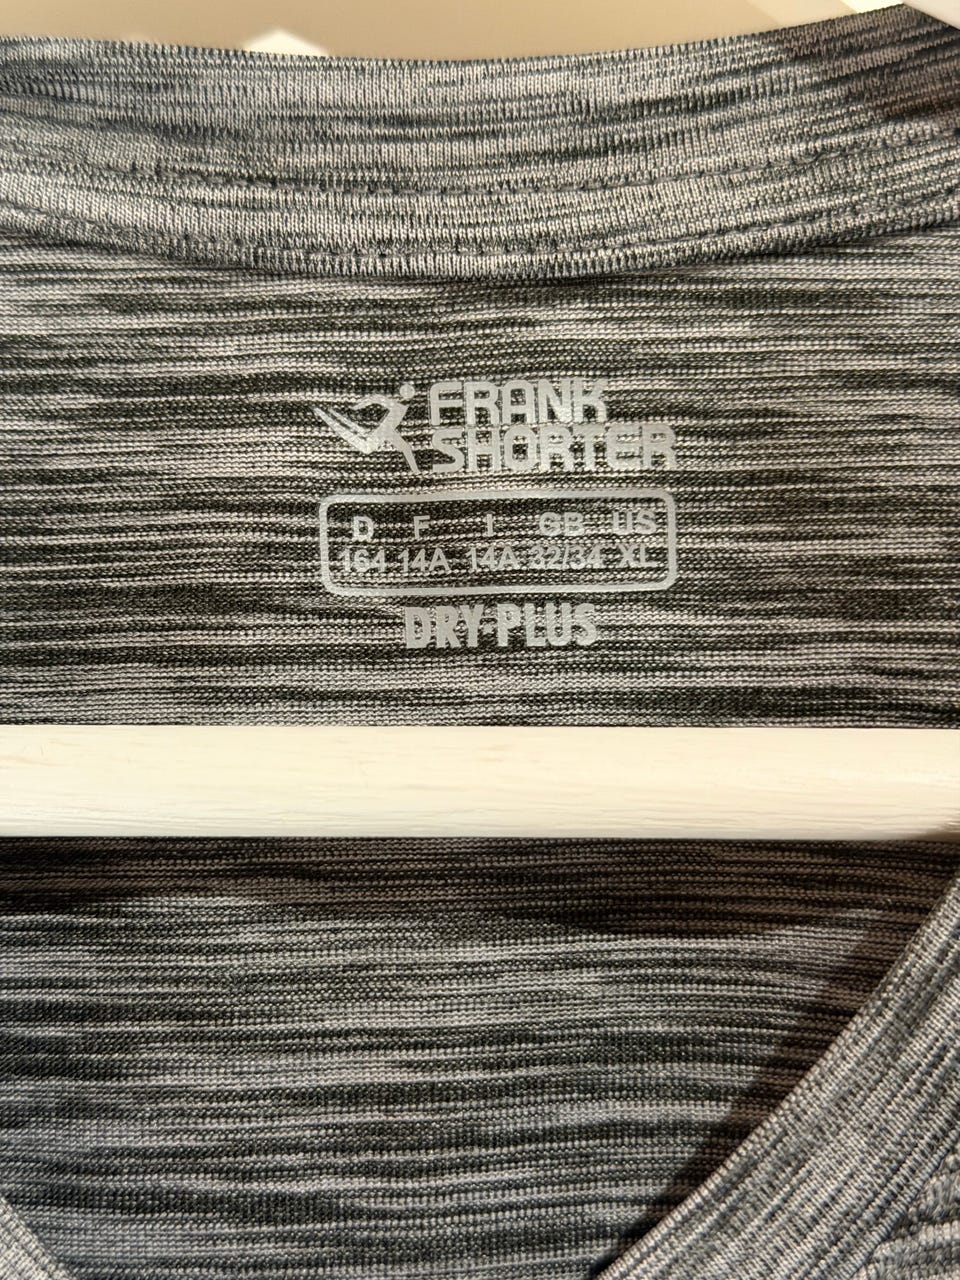 FRANK
SHORTER
D F I GB US
164 14A 14A 32/34 XL
DRY-PLUS